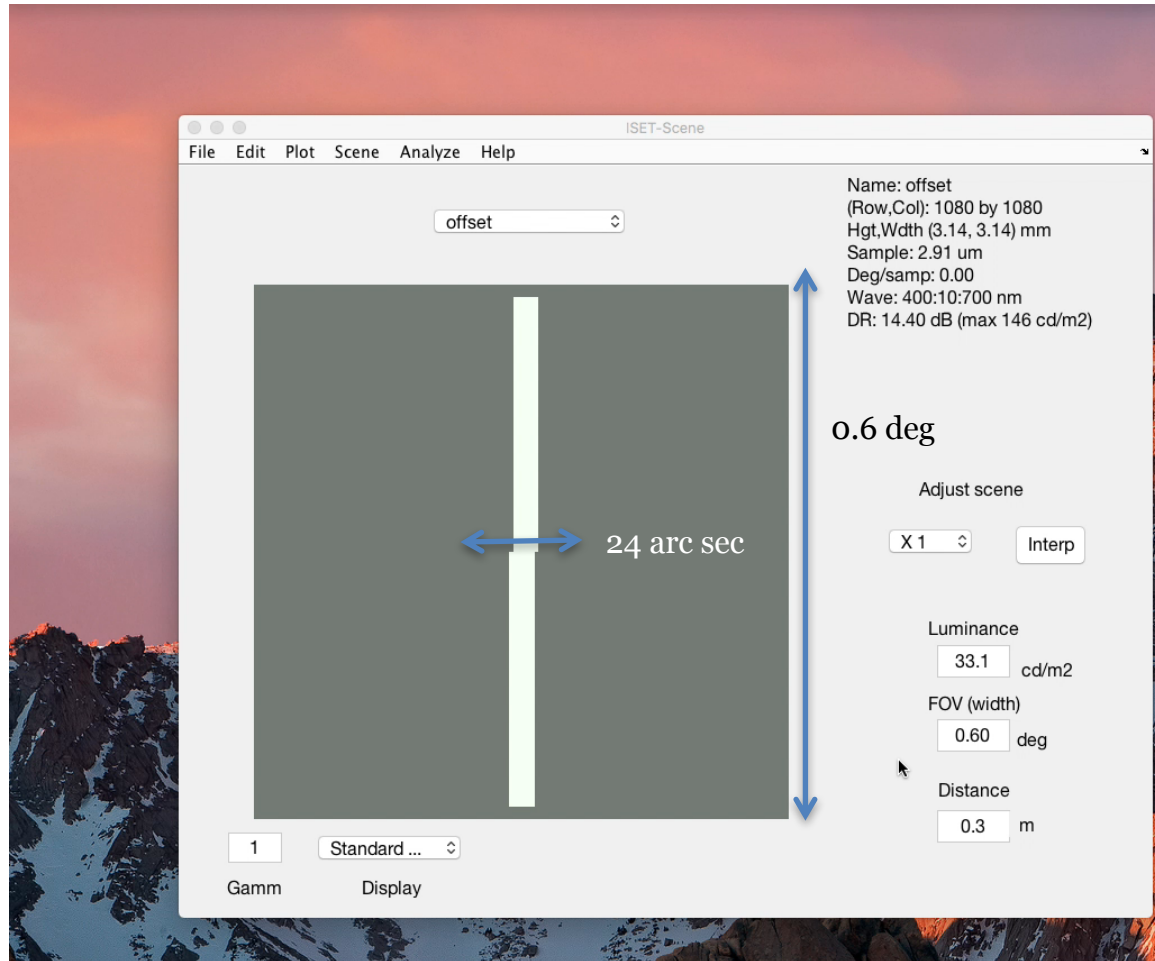 ISET-Scene
File Edit Plot Scene Analyze Help
offset
Name: offset
(Row,Col): 1080 by 1080
Hgt,Wdth (3.14, 3.14) mm
Sample: 2.91 um
Deg/samp: 0.00
Wave: 400:10:700 nm
DR: 14.40 dB (max 146 cd/m2)
0.6 deg
Adjust scene
24 arc sec
X 1
Interp
Luminance
33.1 cd/m2
FOV (width)
0.60 deg
Distance
0.3 m
1
Standard ...
Gamm
Display